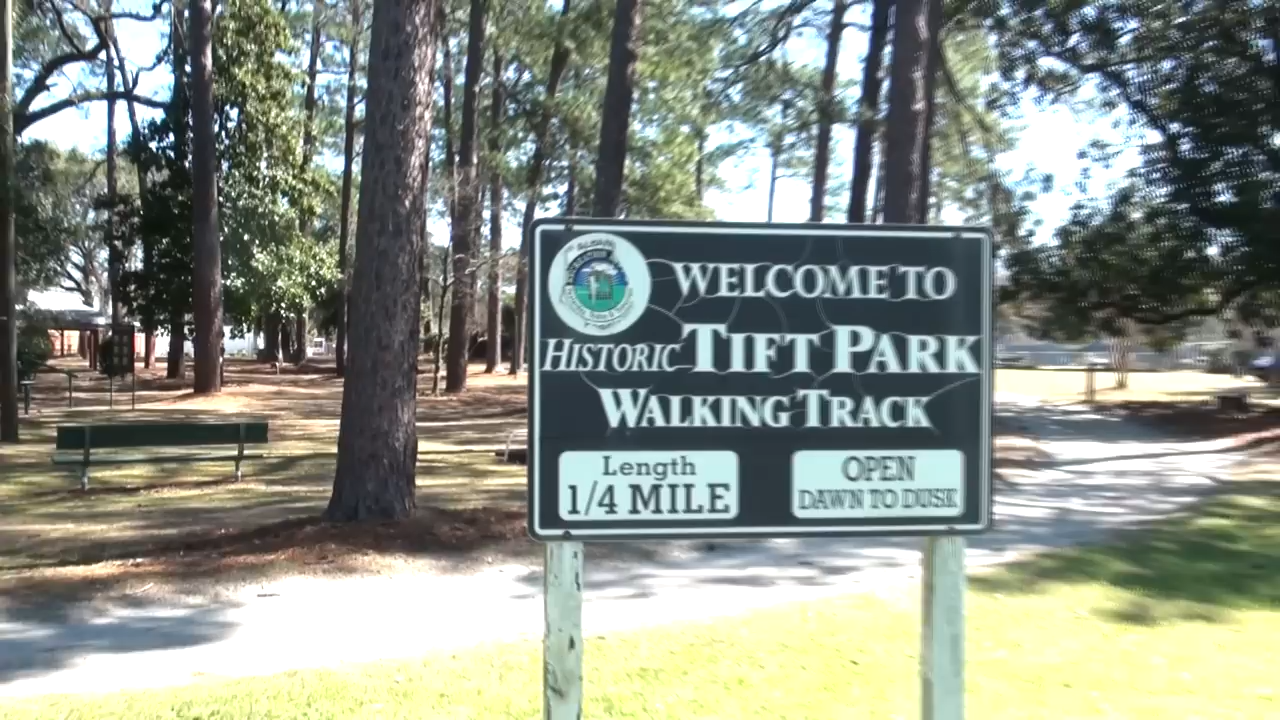 WELCOME TO
HISTORIC TIFT PARK
WALKING TRACK
Length
1/4 MILE
OPEN
DAWN TO DUSK